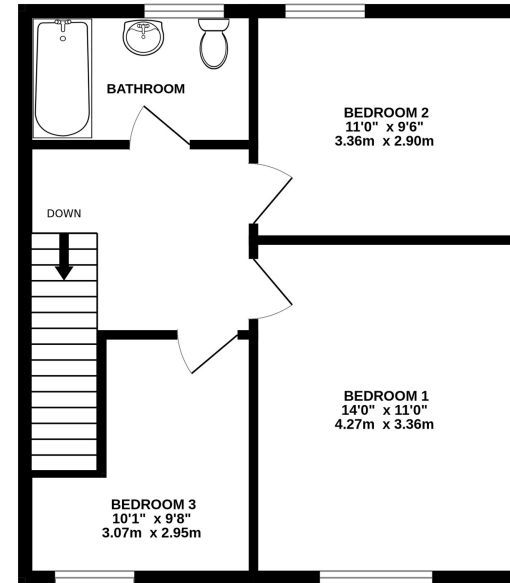 BATHROOM
BEDROOM 2
11'0" x 9'6"
3.36m x 2.90m
DOWN
BEDROOM 1
14'0" x 11'0"
4.27m x 3.36m
BEDROOM 3
10'1" x 9'8"
3.07m x 2.95m